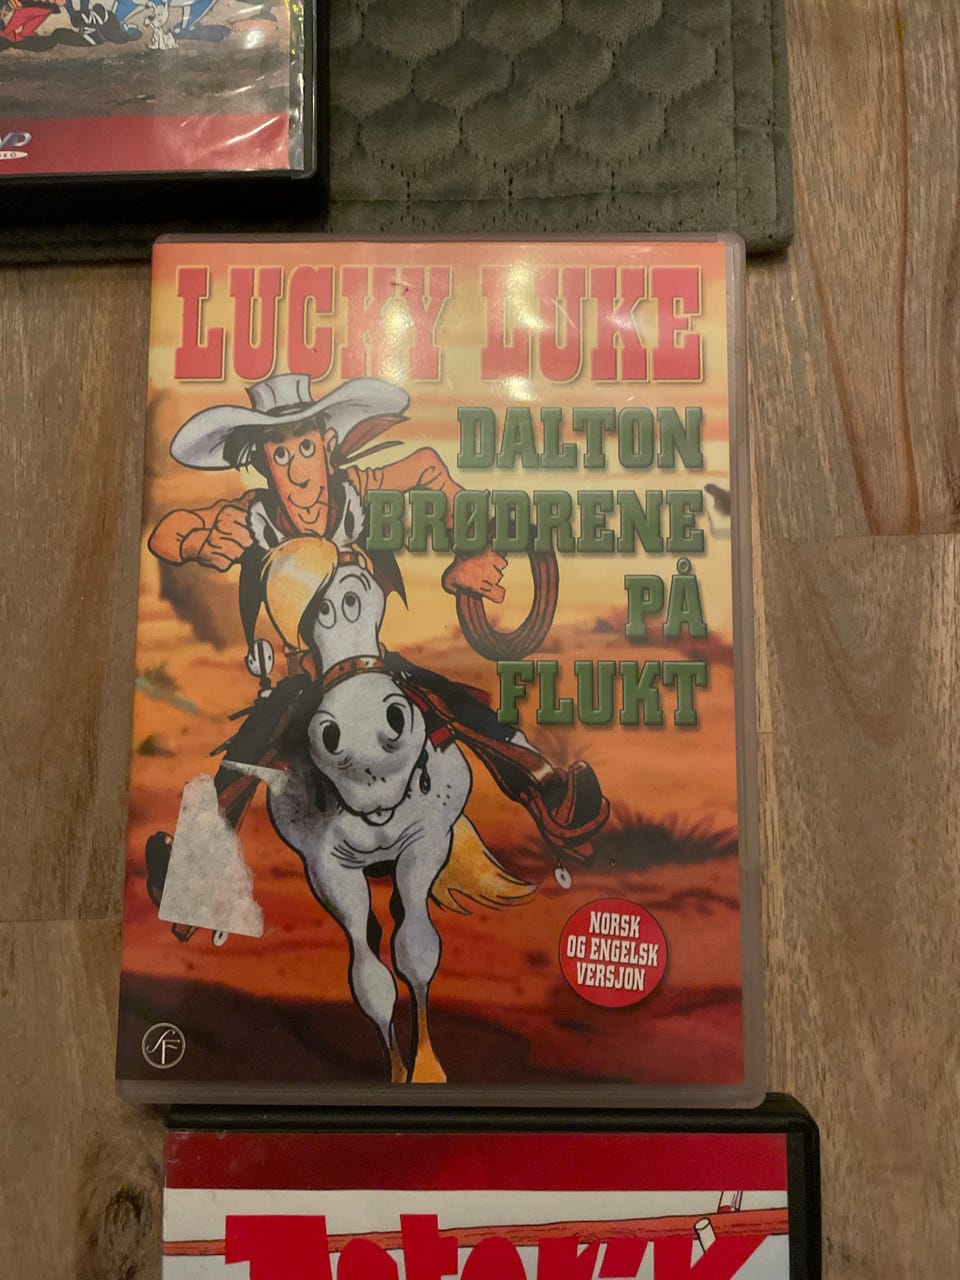 LUCKY LUKE
DALTON
BRØDRENE
PÅ
FLUKT
NORSK
OG ENGELSK
VERSJON
SF